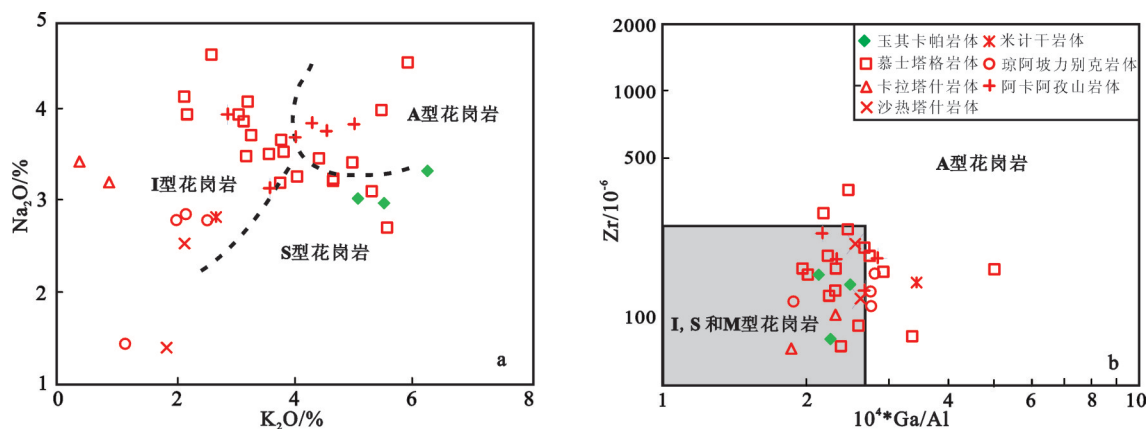 5
4
3
2
1
Na₂O/%
0
2
4
6
8
K₂O/%
A型花岗岩
I型花岗岩
S型花岗岩
a
2000
1000
500
100
Zr/10⁻⁶
玉其卡帕岩体
米计干岩体
慕士塔格岩体
琼阿坡力别克岩体
卡拉塔什岩体
阿卡阿孜山岩体
沙热塔什岩体
A型花岗岩
I, S 和M型花岗岩
b
1
2
4
6
8
10
10⁴*Ga/Al